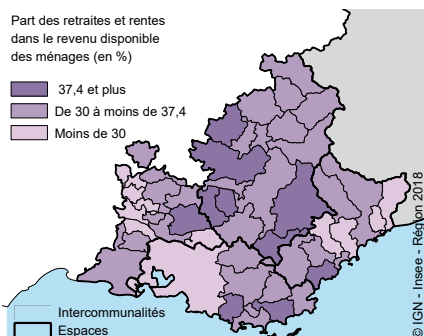 Part des retraites et rentes
dans le revenu disponible
des ménages (en %)
37,4 et plus
De 30 à moins de 37,4
Moins de 30
Intercommunalités
Espaces
© IGN - Insee - Région 2018